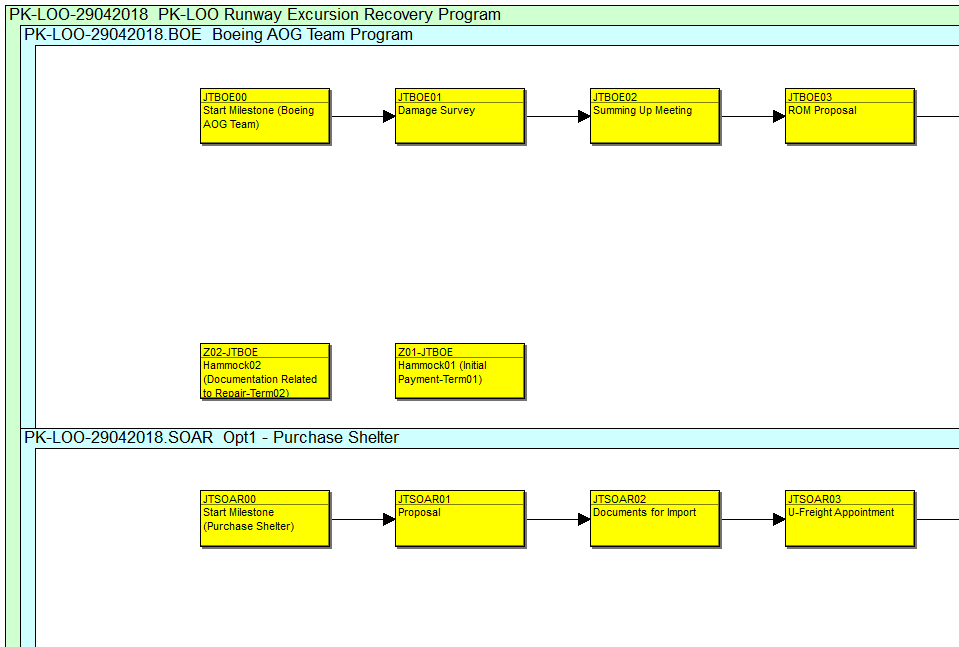 PK-LOO-29042018  PK-LOO Runway Excursion Recovery Program
PK-LOO-29042018.BOE  Boeing AOG Team Program
JTBOE00
Start Milestone (Boeing
AOG Team)
JTBOE01
Damage Survey
JTBOE02
Summing Up Meeting
JTBOE03
ROM Proposal
Z02-JTBOE
Hammock02
(Documentation Related
to Repair-Term02)
Z01-JTBOE
Hammock01 (Initial
Payment-Term01)
PK-LOO-29042018.SOAR  Opt1 - Purchase Shelter
JTSOAR00
Start Milestone
(Purchase Shelter)
JTSOAR01
Proposal
JTSOAR02
Documents for Import
JTSOAR03
U-Freight Appointment